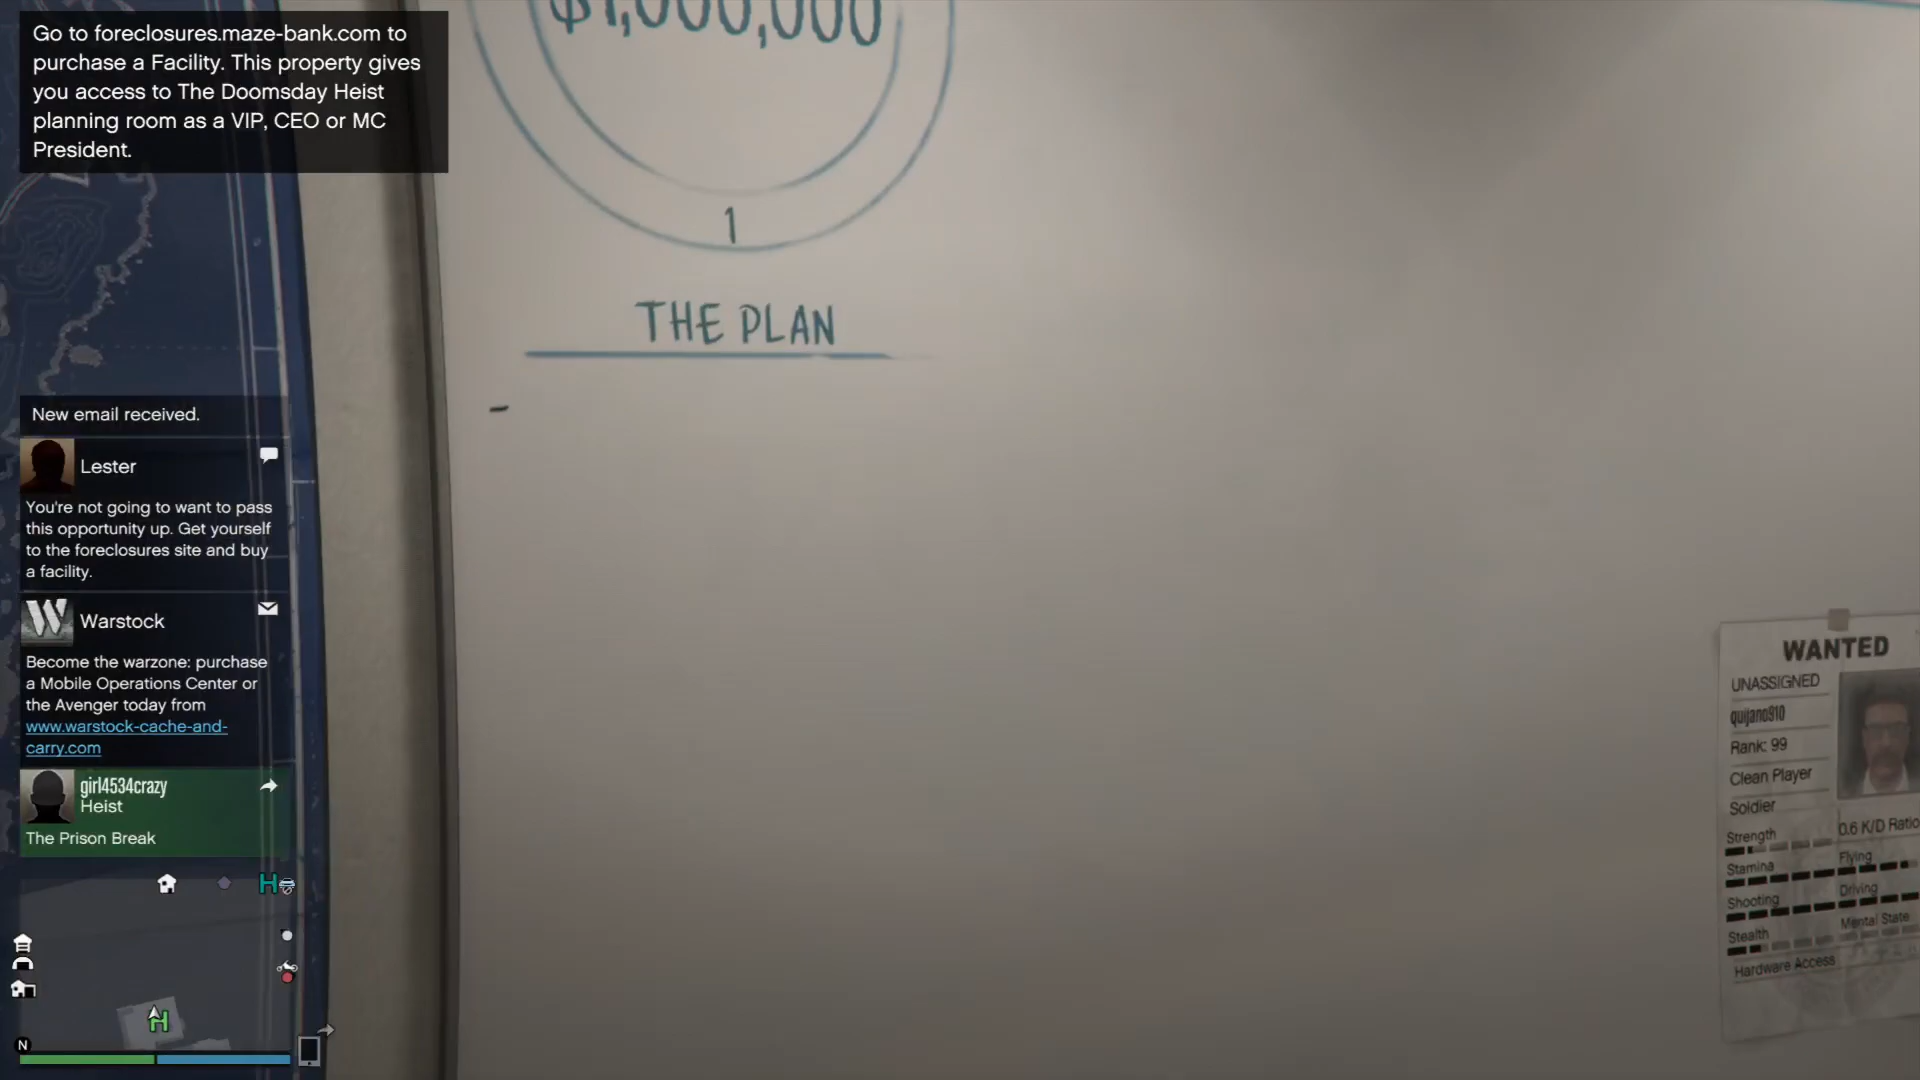 Go to foreclosures.maze-bank.com to
purchase a Facility. This property gives
you access to The Doomsday Heist
planning room as a VIP, CEO or MC
President.
$1,000,000
1
THE PLAN
-
New email received.
Lester
You're not going to want to pass
this opportunity up. Get yourself
to the foreclosures site and buy
a facility.
W Warstock
Become the warzone: purchase
a Mobile Operations Center or
the Avenger today from
www.warstock-cache-and-
carry.com
girl4534crazy
Heist
The Prison Break
H
H
N
WANTED
UNASSIGNED
quijano910
Rank: 99
Clean Player
Soldier
Strength 0.6 K/D Ratio
Stamina Flying
Shooting Driving
Stealth Mental State
Hardware Access